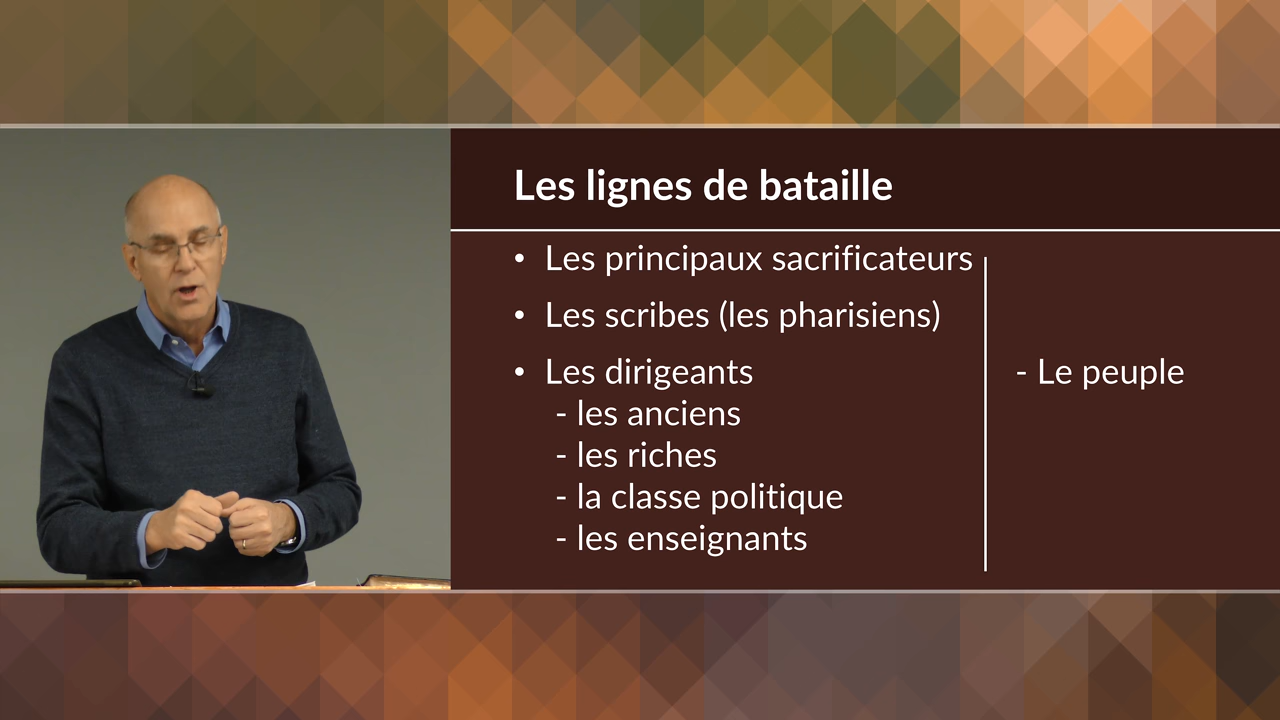 Les lignes de bataille
• Les principaux sacrificateurs
• Les scribes (les pharisiens)
• Les dirigeants
- les anciens
- les riches
- la classe politique
- les enseignants
- Le peuple